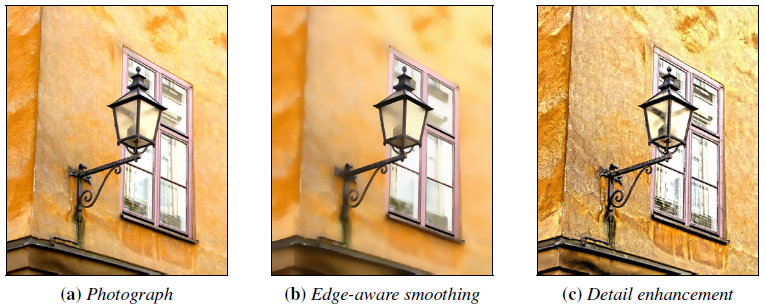 (a) Photograph
(b) Edge-aware smoothing
(c) Detail enhancement